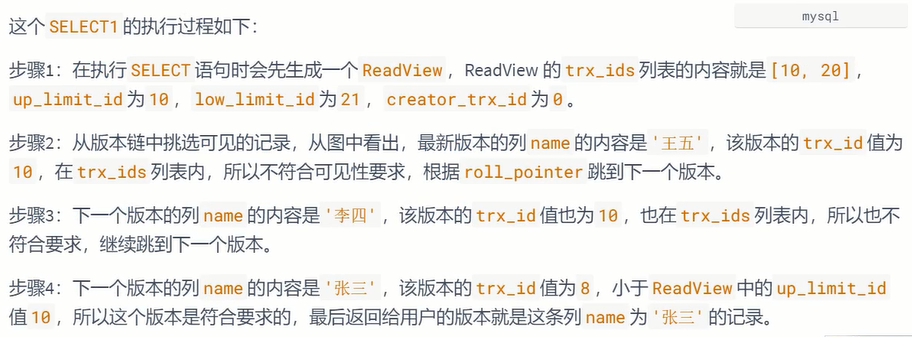 mysql
这个 SELECT1 的执行过程如下：
步骤1：在执行 SELECT 语句时会先生成一个 ReadView ，ReadView 的 trx_ids 列表的内容就是 [10, 20] ，
up_limit_id 为 10 ， low_limit_id 为 21 ， creator_trx_id 为 0 。
步骤2：从版本链中挑选可见的记录，从图中看出，最新版本的列 name 的内容是 '王五' ，该版本的 trx_id 值为
10 ，在 trx_ids 列表内，所以不符合可见性要求，根据 roll_pointer 跳到下一个版本。
步骤3：下一个版本的列 name 的内容是 '李四' ，该版本的 trx_id 值也为 10 ，也在 trx_ids 列表内，所以也不
符合要求，继续跳到下一个版本。
步骤4：下一个版本的列 name 的内容是 '张三' ，该版本的 trx_id 值为 8 ，小于 ReadView 中的 up_limit_id
值 10 ，所以这个版本是符合要求的，最后返回给用户的版本就是这条列 name 为 '张三' 的记录。